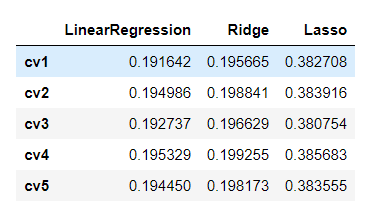 LinearRegression Ridge Lasso
cv1 0.191642 0.195665 0.382708
cv2 0.194986 0.198841 0.383916
cv3 0.192737 0.196629 0.380754
cv4 0.195329 0.199255 0.385683
cv5 0.194450 0.198173 0.383555